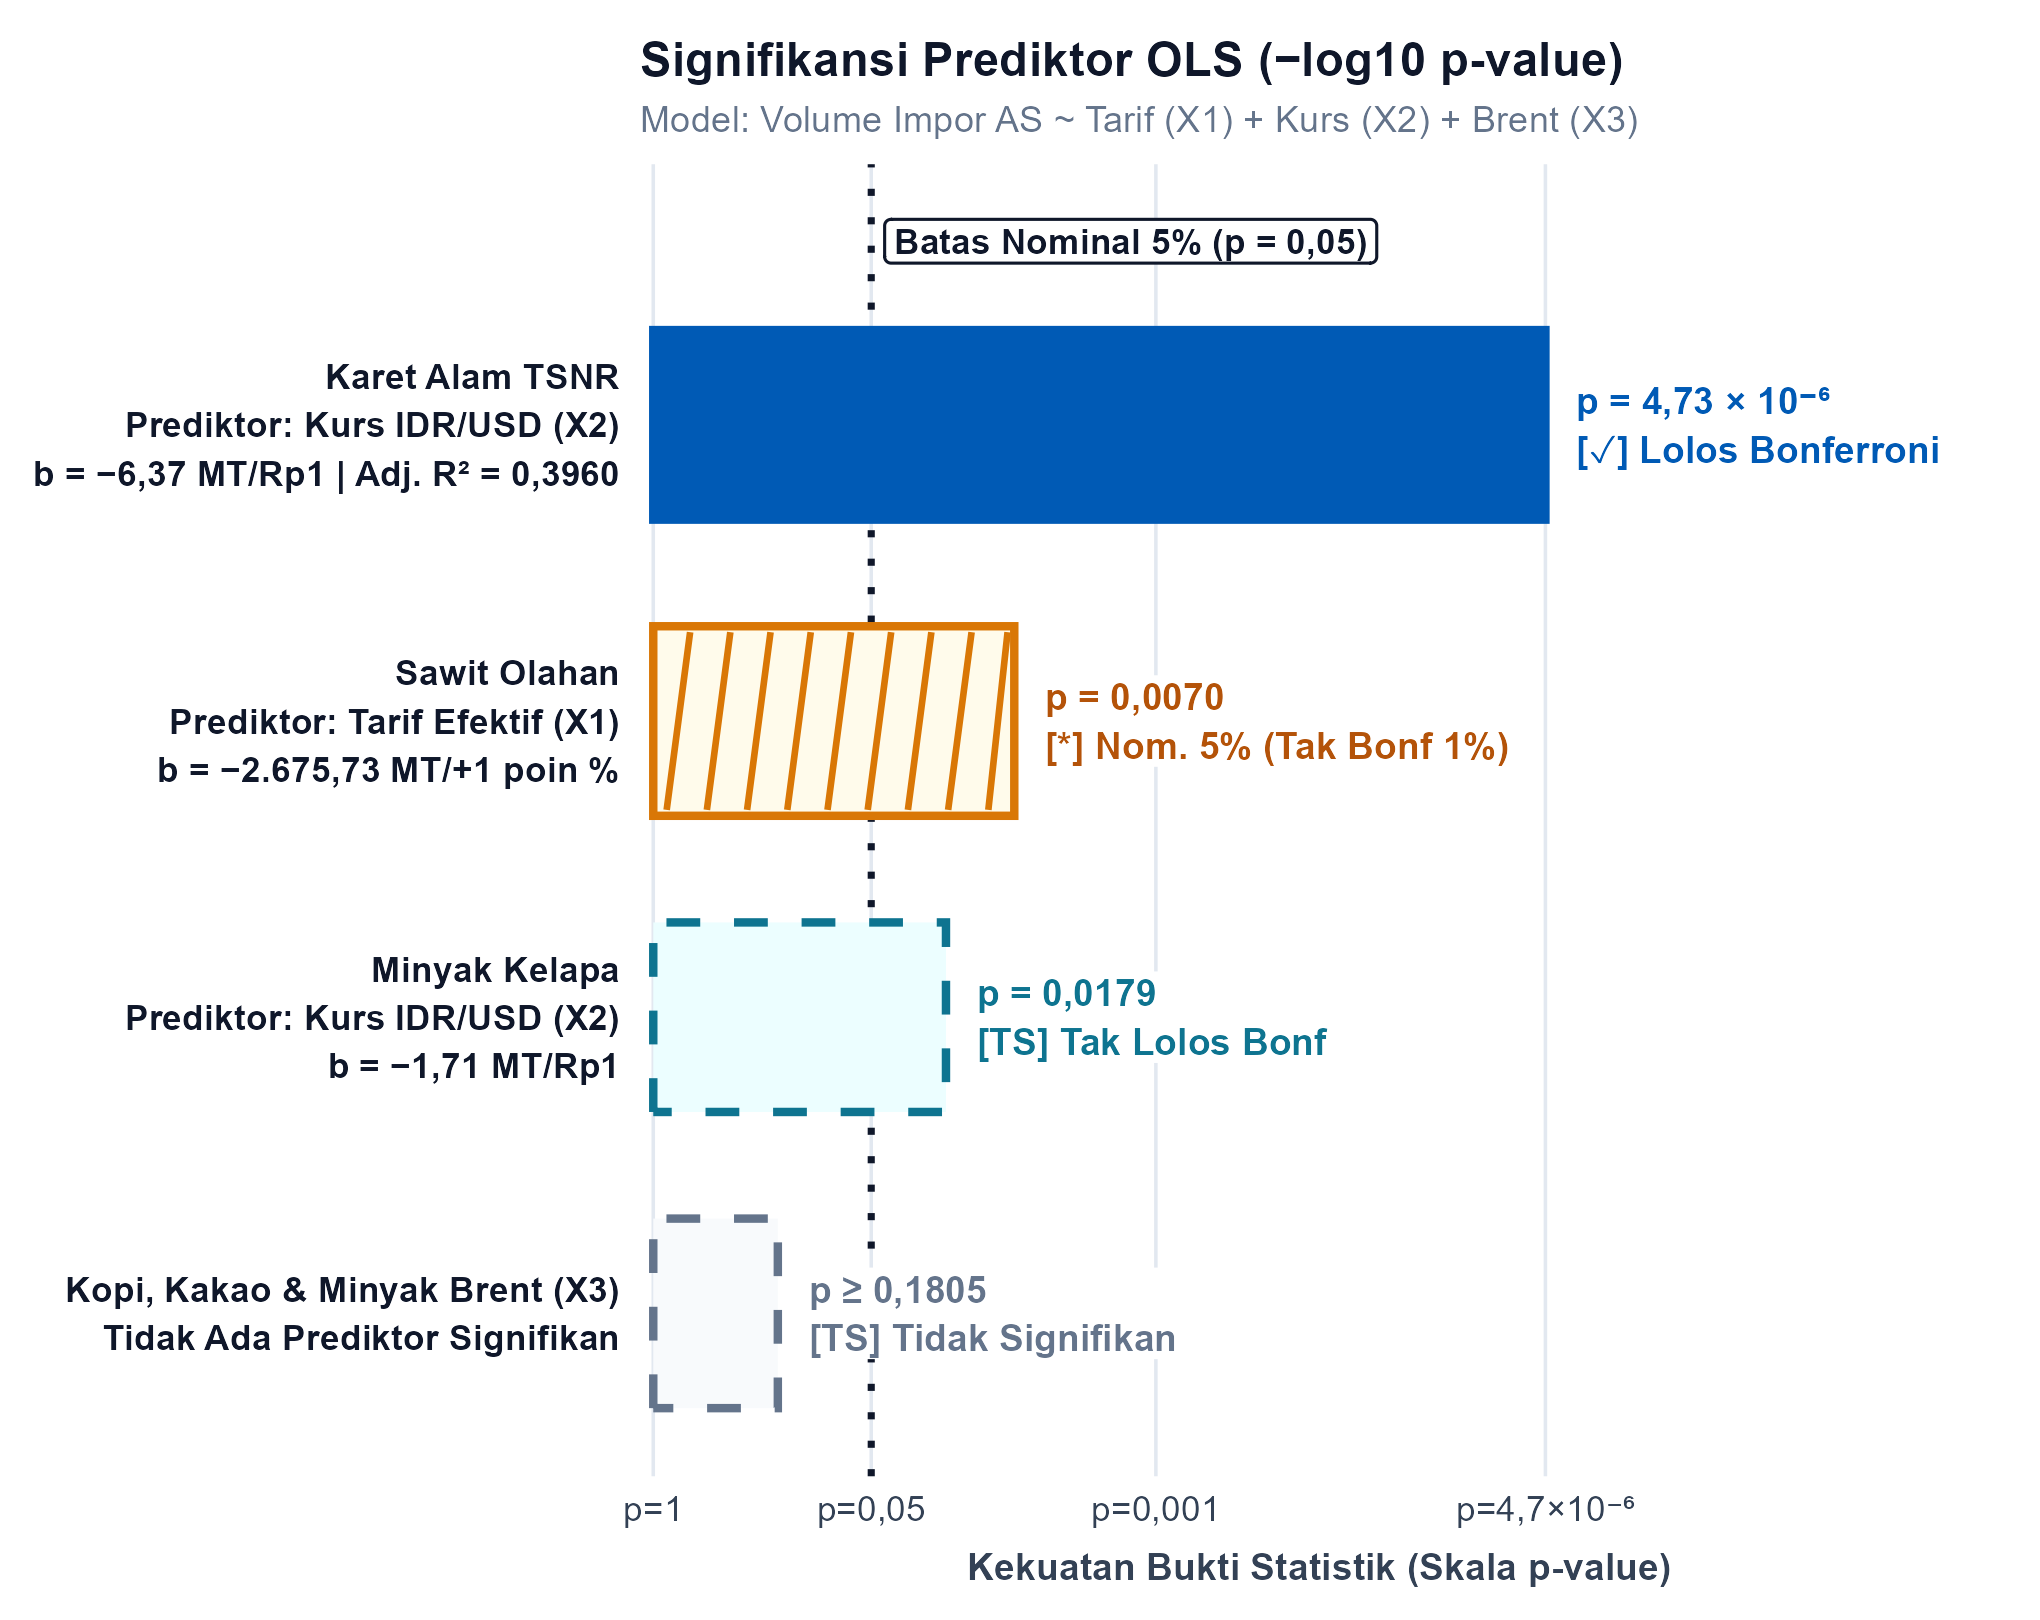 Signifikansi Prediktor OLS (−log10 p-value)
Model: Volume Impor AS ~ Tarif (X1) + Kurs (X2) + Brent (X3)
Batas Nominal 5% (p = 0,05)
Karet Alam TSNR
Prediktor: Kurs IDR/USD (X2)
b = −6,37 MT/Rp1 | Adj. R² = 0,3960
p = 4,73 × 10⁻⁶
[✓] Lolos Bonferroni
Sawit Olahan
Prediktor: Tarif Efektif (X1)
b = −2.675,73 MT/+1 poin %
p = 0,0070
[*] Nom. 5% (Tak Bonf 1%)
Minyak Kelapa
Prediktor: Kurs IDR/USD (X2)
b = −1,71 MT/Rp1
p = 0,0179
[TS] Tak Lolos Bonf
Kopi, Kakao & Minyak Brent (X3)
Tidak Ada Prediktor Signifikan
p ≥ 0,1805
[TS] Tidak Signifikan
p=1
p=0,05
p=0,001
p=4,7×10⁻⁶
Kekuatan Bukti Statistik (Skala p-value)